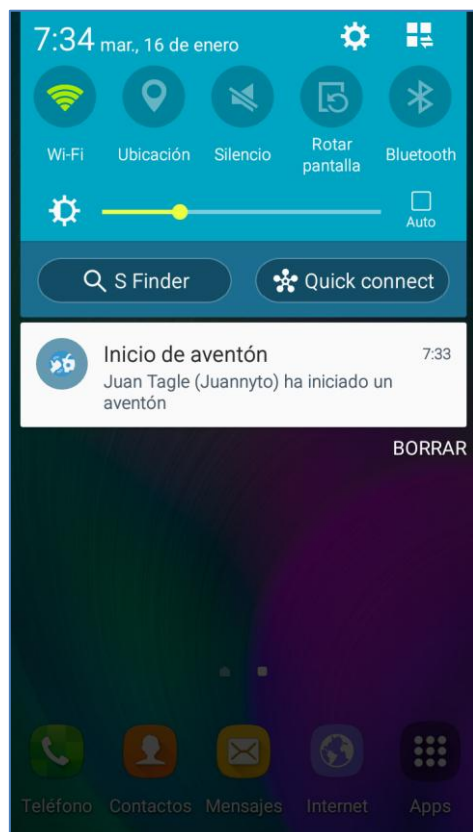 7:34 mar., 16 de enero
Wi-Fi
Ubicación
Silencio
Rotar
pantalla
Bluetooth
Auto
S Finder
Quick connect
Inicio de aventón
7:33
Juan Tagle (Juannyto) ha iniciado un
aventón
BORRAR
Teléfono
Contactos
Mensajes
Internet
Apps